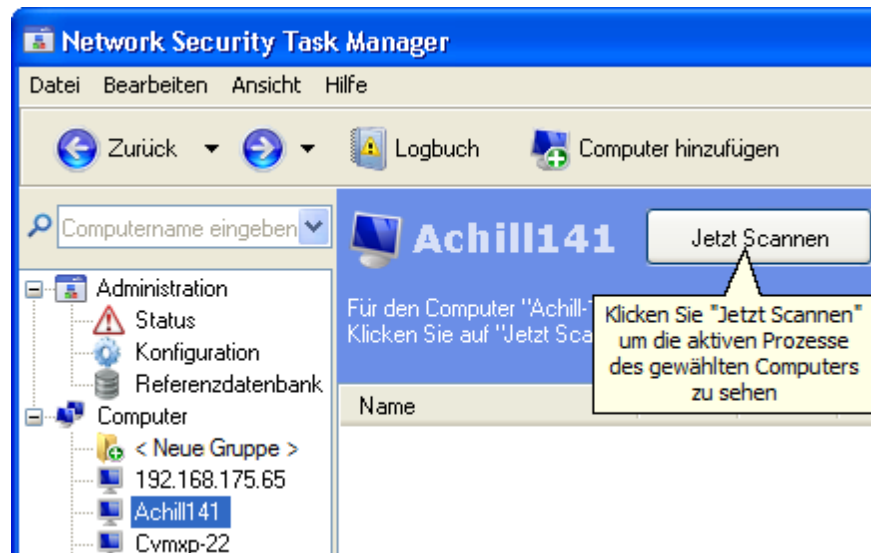 Network Security Task Manager
Datei Bearbeiten Ansicht Hilfe
Zurück Logbuch Computer hinzufügen
Computername eingeben
Achill141
Jetzt Scannen
Für den Computer "Achill-
Klicken Sie auf "Jetzt Sca
Klicken Sie "Jetzt Scannen"
um die aktiven Prozesse
des gewählten Computers
zu sehen
Name
Administration
Status
Konfiguration
Referenzdatenbank
Computer
< Neue Gruppe >
192.168.175.65
Achill141
Cvmxp-22